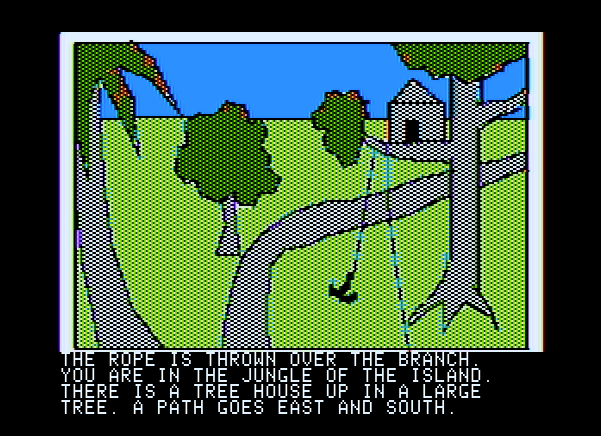 THE ROPE IS THROWN OVER THE BRANCH.
YOU ARE IN THE JUNGLE OF THE ISLAND.
THERE IS A TREE HOUSE UP IN A LARGE
TREE. A PATH GOES EAST AND SOUTH.